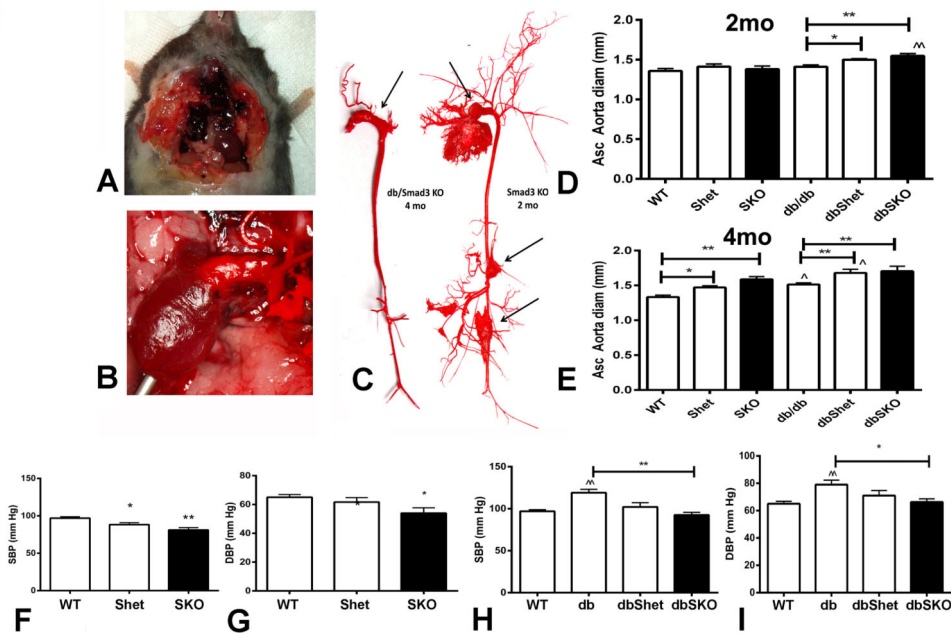 A
B
C
db/Smad3 KO
4 mo
Smad3 KO
2 mo
D
2mo
Asc Aorta diam (mm)
2.0
1.5
1.0
0.5
0.0
*
**
^^
WT
Shet
SKO
db/db
dbShet
dbSKO
E
4mo
Asc Aorta diam (mm)
2.0
1.5
1.0
0.5
0.0
*
**
^
**
^
**
WT
Shet
SKO
db/db
dbShet
dbSKO
F
SBP (mm Hg)
150
100
50
0
*
**
WT
Shet
SKO
G
DBP (mm Hg)
80
60
40
20
0
*
*
WT
Shet
SKO
H
SBP (mm Hg)
150
100
50
0
^^
**
WT
db
dbShet
dbSKO
I
DBP (mm Hg)
100
80
60
40
20
0
^^
*
WT
db
dbShet
dbSKO